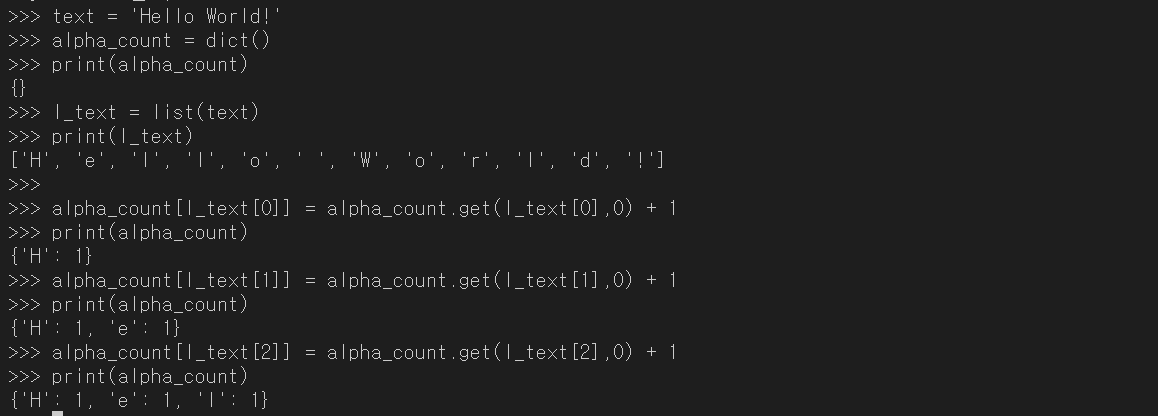 >>> text = 'Hello World!'
>>> alpha_count = dict()
>>> print(alpha_count)
{}
>>> l_text = list(text)
>>> print(l_text)
['H', 'e', 'l', 'l', 'o', ' ', 'W', 'o', 'r', 'l', 'd', '!']
>>>
>>> alpha_count[l_text[0]] = alpha_count.get(l_text[0],0) + 1
>>> print(alpha_count)
{'H': 1}
>>> alpha_count[l_text[1]] = alpha_count.get(l_text[1],0) + 1
>>> print(alpha_count)
{'H': 1, 'e': 1}
>>> alpha_count[l_text[2]] = alpha_count.get(l_text[2],0) + 1
>>> print(alpha_count)
{'H': 1, 'e': 1, 'l': 1}